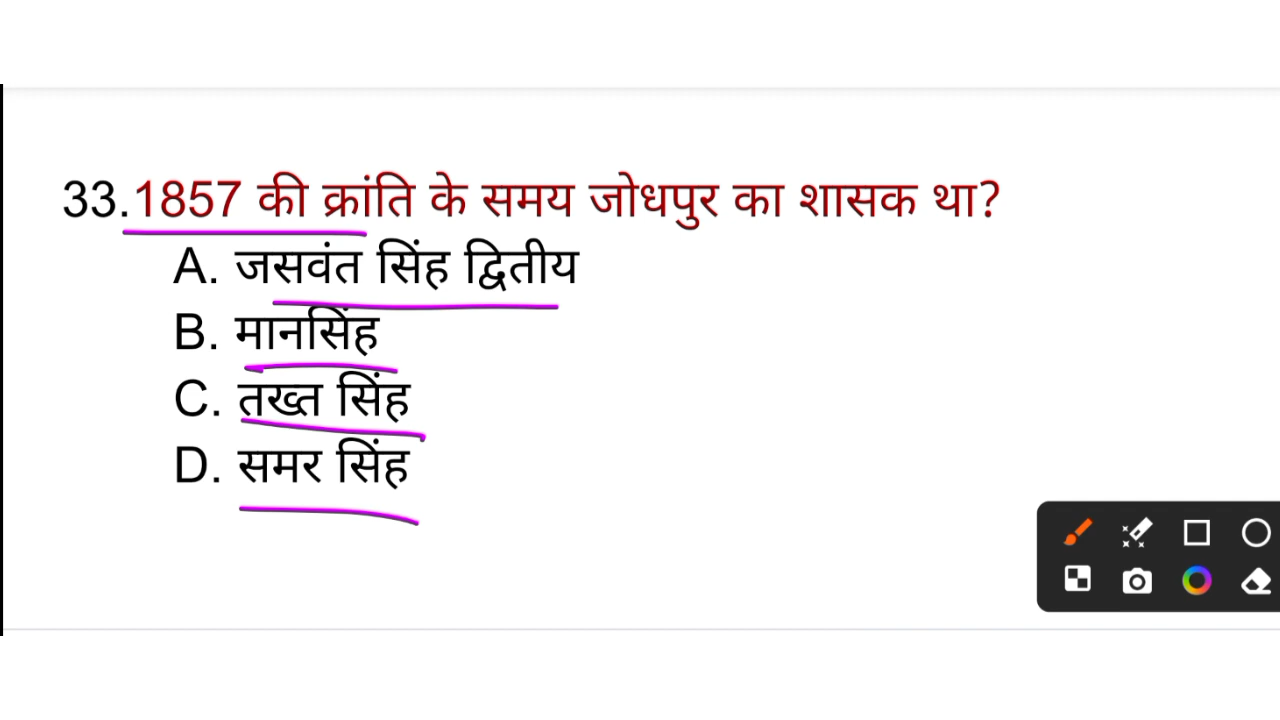 33.1857 की क्रांति के समय जोधपुर का शासक था?
A. जसवंत सिंह द्वितीय
B. मानसिंह
C. तख्त सिंह
D. समर सिंह